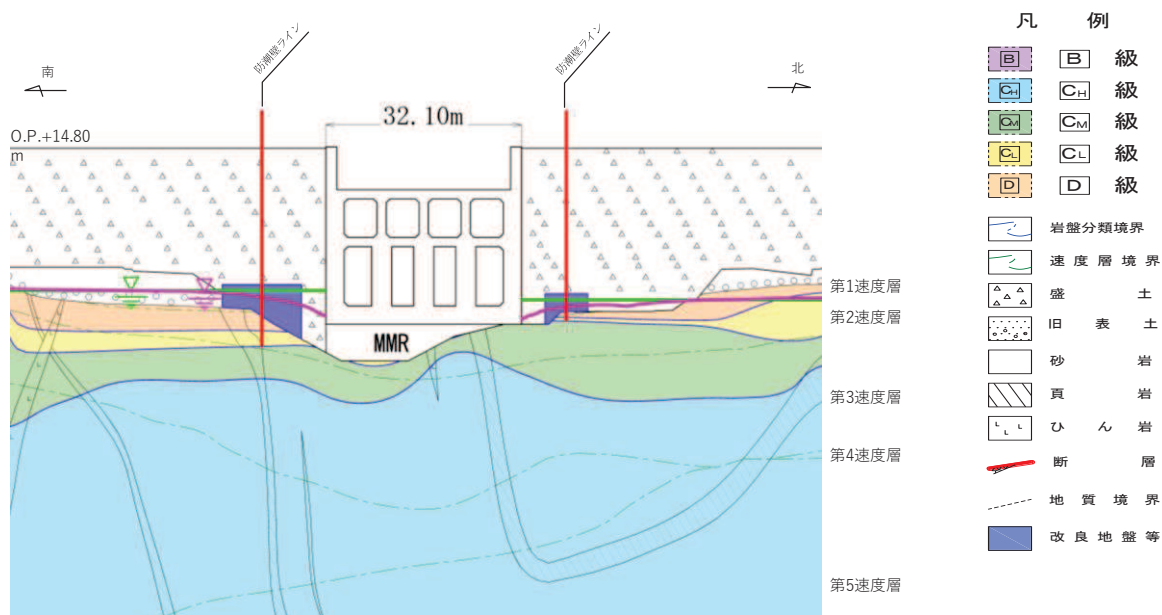 南
防潮壁ライン
防潮壁ライン
北
32.10m
O.P.+14.80
m
MMR
第1速度層
第2速度層
第3速度層
第4速度層
第5速度層
凡 例
B B 級
CH CH 級
CM CM 級
CL CL 級
D D 級
岩盤分類境界
速度層境界
盛土
旧表土
砂岩
頁岩
ひん岩
断層
地質境界
改良地盤等